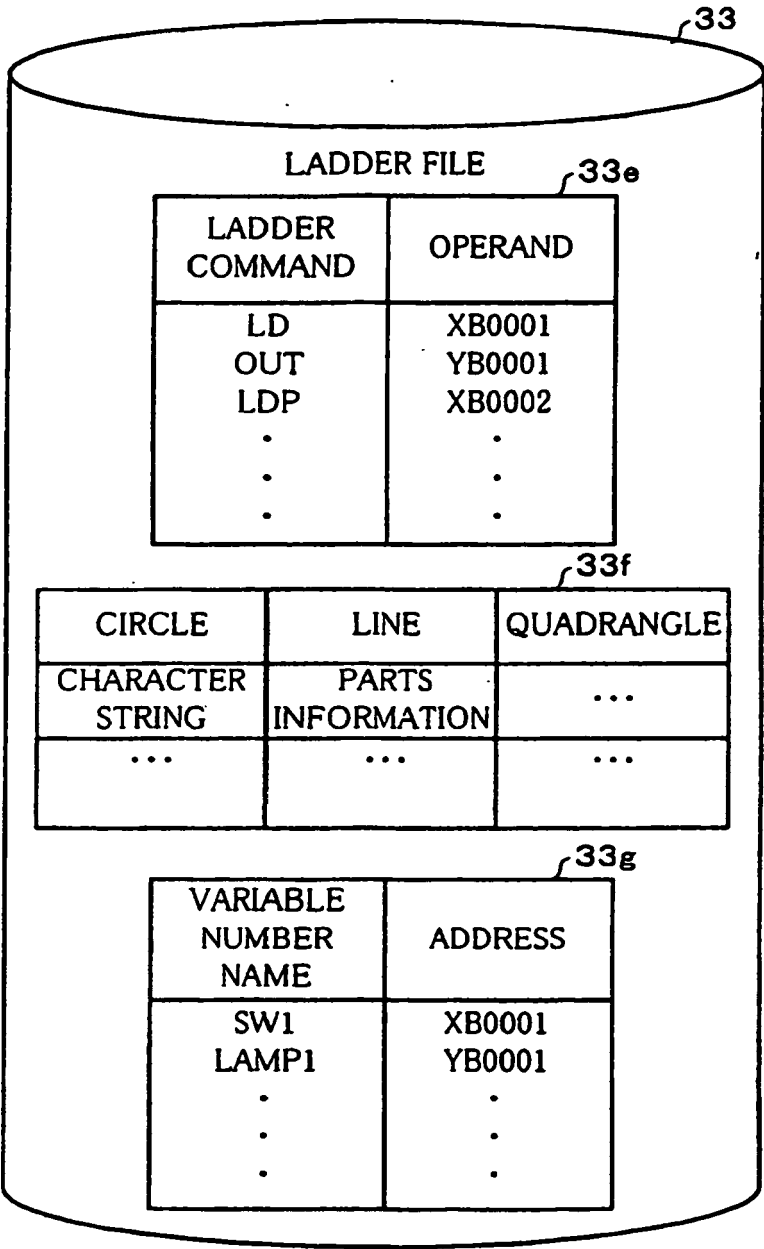 33
LADDER FILE
33e
LADDER COMMAND OPERAND
LD XB0001
OUT YB0001
LDP XB0002
. .
. .
. .
33f
CIRCLE LINE QUADRANGLE
CHARACTER STRING PARTS INFORMATION ...
... ... ...
33g
VARIABLE NUMBER NAME ADDRESS
SW1 XB0001
LAMP1 YB0001
. .
. .
. .